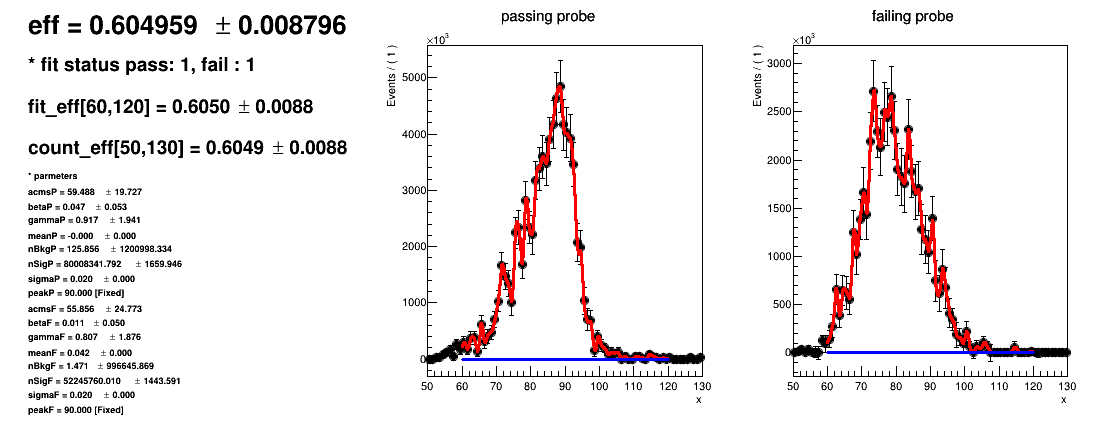 eff = 0.604959 ± 0.008796
* fit status pass: 1, fail : 1
fit_eff[60,120] = 0.6050 ± 0.0088
count_eff[50,130] = 0.6049 ± 0.0088
* parmeters
acmsP = 59.488 ± 19.727
betaP = 0.047 ± 0.053
gammaP = 0.917 ± 1.941
meanP = -0.000 ± 0.000
nBkgP = 125.856 ± 1200998.334
nSigP = 80008341.792 ± 1659.946
sigmaP = 0.020 ± 0.000
peakP = 90.000 [Fixed]
acmsF = 55.856 ± 24.773
betaF = 0.011 ± 0.050
gammaF = 0.807 ± 1.876
meanF = 0.042 ± 0.000
nBkgF = 1.471 ± 996645.869
nSigF = 52245760.010 ± 1443.591
sigmaF = 0.020 ± 0.000
peakF = 90.000 [Fixed]
passing probe
×10³
Events / ( 1 )
5000
4000
3000
2000
1000
0
50 60 70 80 90 100 110 120 130
x
failing probe
×10³
Events / ( 1 )
3000
2500
2000
1500
1000
500
0
50 60 70 80 90 100 110 120 130
x